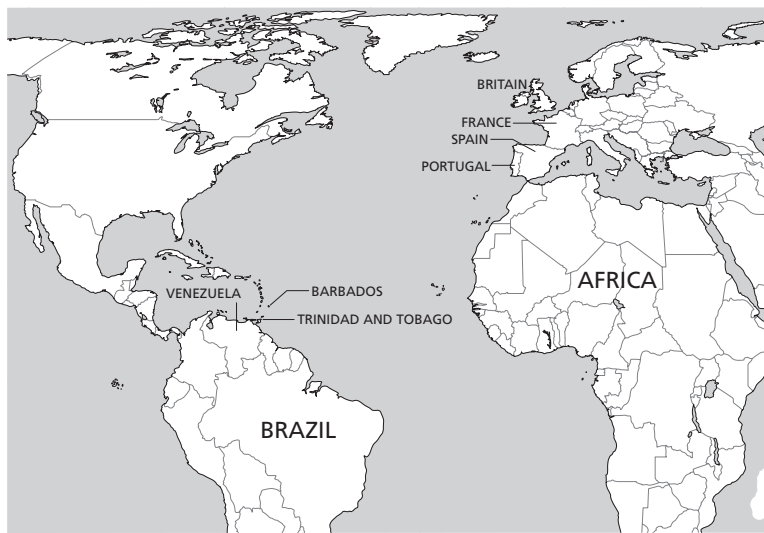 BRITAIN
FRANCE
SPAIN
PORTUGAL
AFRICA
VENEZUELA
BARBADOS
TRINIDAD AND TOBAGO
BRAZIL